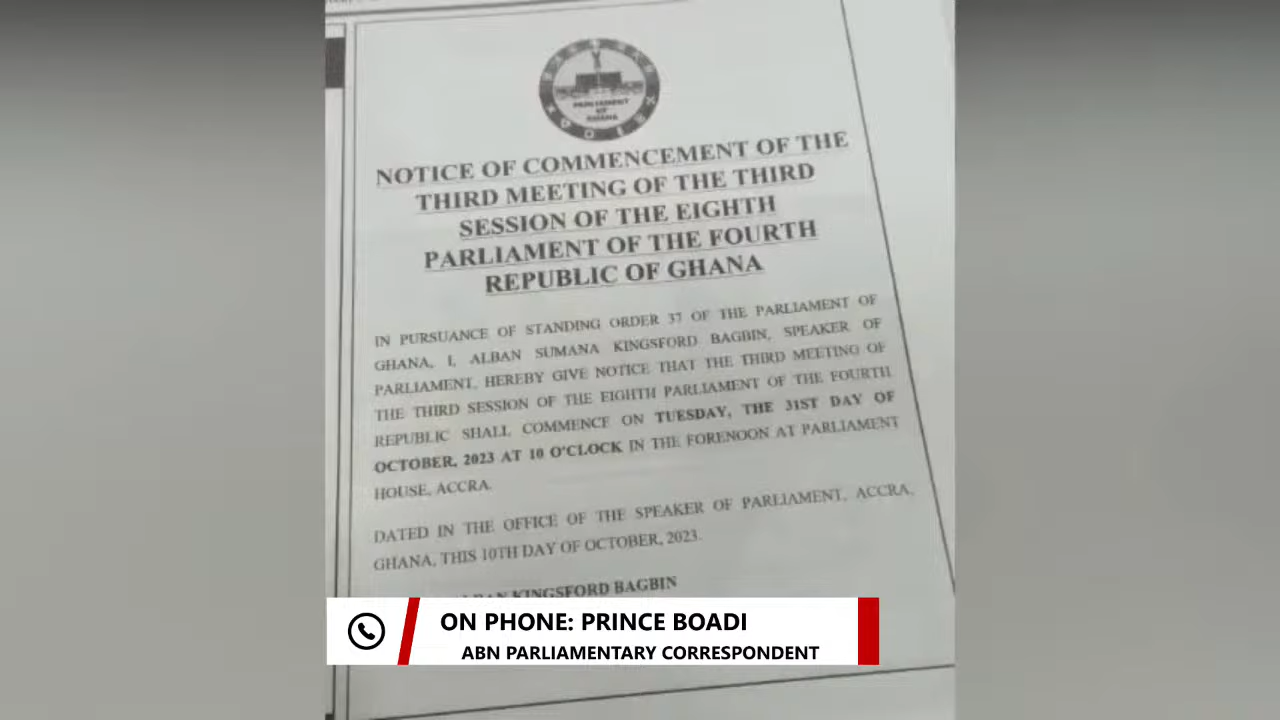 PARLIAMENT
OF
GHANA
NOTICE OF COMMENCEMENT OF THE
THIRD MEETING OF THE THIRD
SESSION OF THE EIGHTH
PARLIAMENT OF THE FOURTH
REPUBLIC OF GHANA
IN PURSUANCE OF STANDING ORDER 37 OF THE PARLIAMENT OF
GHANA, I, ALBAN SUMANA KINGSFORD BAGBIN, SPEAKER OF
PARLIAMENT, HEREBY GIVE NOTICE THAT THE THIRD MEETING OF
THE THIRD SESSION OF THE EIGHTH PARLIAMENT OF THE FOURTH
REPUBLIC SHALL COMMENCE ON TUESDAY, THE 31ST DAY OF
OCTOBER, 2023 AT 10 O'CLOCK IN THE FORENOON AT PARLIAMENT
HOUSE, ACCRA.
DATED IN THE OFFICE OF THE SPEAKER OF PARLIAMENT, ACCRA,
GHANA, THIS 10TH DAY OF OCTOBER, 2023.
KINGSFORD BAGBIN
ON PHONE: PRINCE BOADI
ABN PARLIAMENTARY CORRESPONDENT